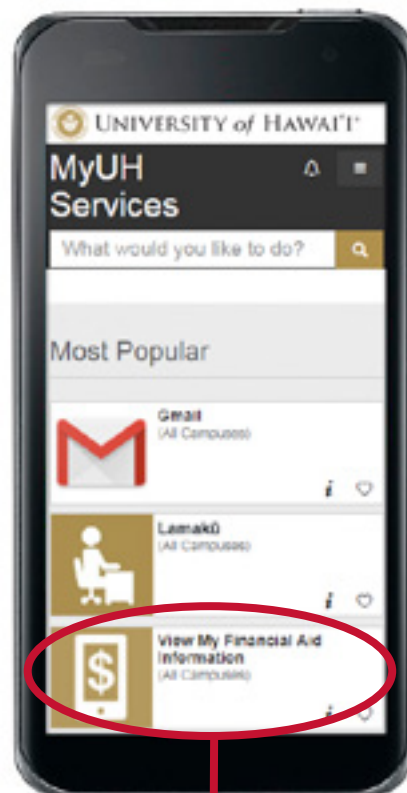 UNIVERSITY of HAWAI‘I®
MyUH
Services
What would you like to do?
Most Popular
Gmail
(All Campuses)
i
Lamakū
(All Campuses)
i
$
View My Financial Aid
Information
(All Campuses)
i